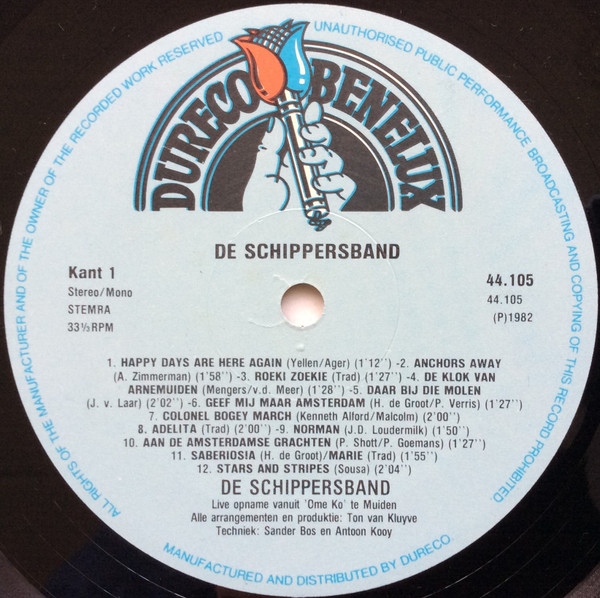 ALL RIGHTS OF THE MANUFACTURER AND OF THE OWNER OF THE RECORDED WORK RESERVED
UNAUTHORISED PUBLIC PERFORMANCE BROADCASTING AND COPYING OF THIS RECORD PROHIBITED
DURECO BENELUX
DE SCHIPPERSBAND
Kant 1
Stereo/Mono
STEMRA
33⅓RPM
44.105
44.105
(P)1982
1. HAPPY DAYS ARE HERE AGAIN (Yellen/Ager) (1'12'') -2. ANCHORS AWAY
(A. Zimmerman) (1'58'') -3. ROEKI ZOEKIE (Trad) (1'27'') -4. DE KLOK VAN
ARNEMUIDEN (Mengers/v.d. Meer) (1'28'') -5. DAAR BIJ DIE MOLEN
(J. v. Laar) (2'02'') -6. GEEF MIJ MAAR AMSTERDAM (H. de Groot/P. Verris) (1'27'')
7. COLONEL BOGEY MARCH (Kenneth Alford/Malcolm) (2'00'')
8. ADELITA (Trad) (2'00'') -9. NORMAN (J.D. Loudermilk) (1'50'')
10. AAN DE AMSTERDAMSE GRACHTEN (P. Shott/P. Goemans) (1'27'')
11. SABERIOSIA (H. de Groot)/MARIE (Trad) (1'55'')
12. STARS AND STRIPES (Sousa) (2'04'')
DE SCHIPPERSBAND
Live opname vanuit 'Ome Ko' te Muiden
Alle arrangementen en produktie: Ton van Kluyve
Techniek: Sander Bos en Antoon Kooy
MANUFACTURED AND DISTRIBUTED BY DURECO.